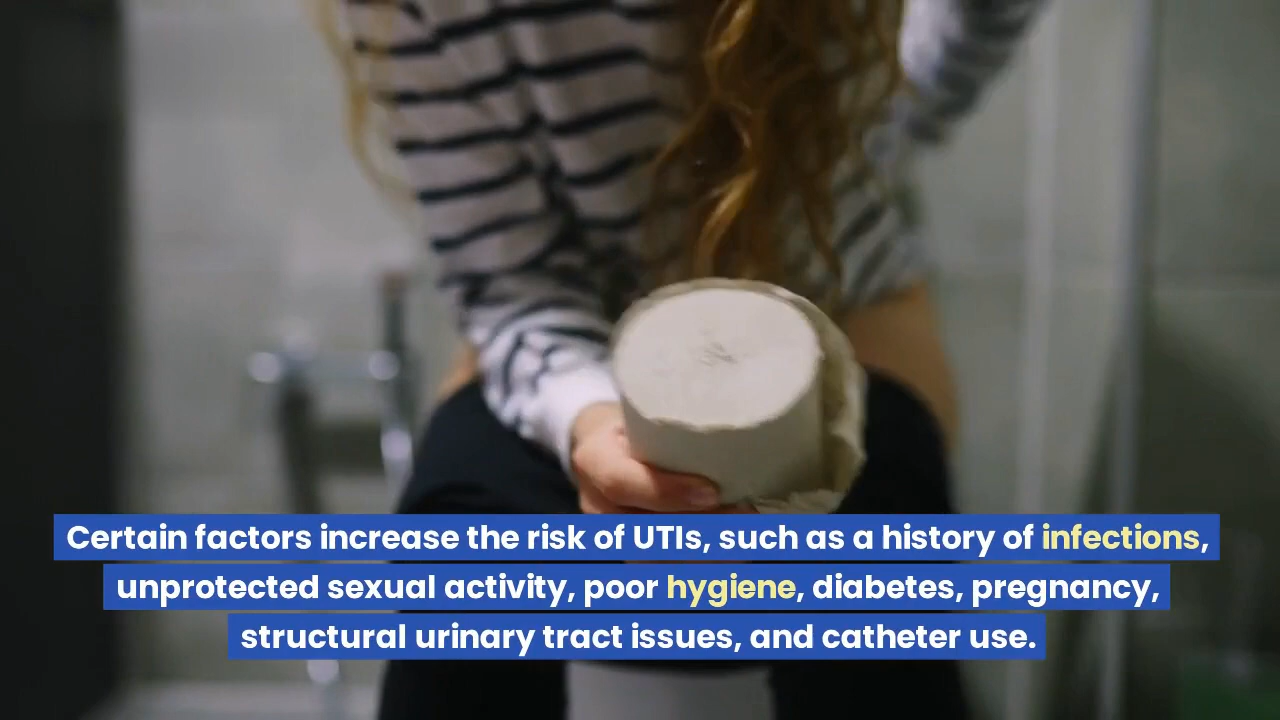 Certain factors increase the risk of UTIs, such as a history of infections,
unprotected sexual activity, poor hygiene, diabetes, pregnancy,
structural urinary tract issues, and catheter use.